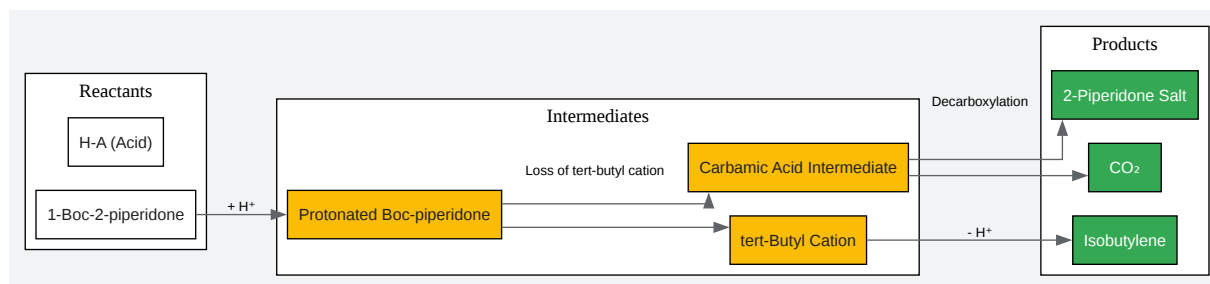 Reactants
H-A (Acid)
1-Boc-2-piperidone
+ H⁺
Intermediates
Protonated Boc-piperidone
Loss of tert-butyl cation
Carbamic Acid Intermediate
tert-Butyl Cation
Decarboxylation
- H⁺
Products
2-Piperidone Salt
CO₂
Isobutylene